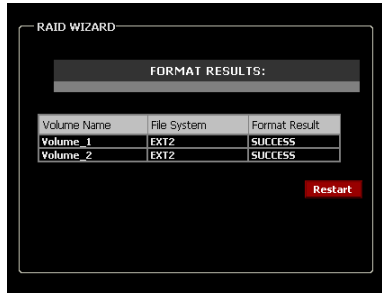 RAID WIZARD
FORMAT RESULTS:
Volume Name File System Format Result
Volume_1 EXT2 SUCCESS
Volume_2 EXT2 SUCCESS
Restart